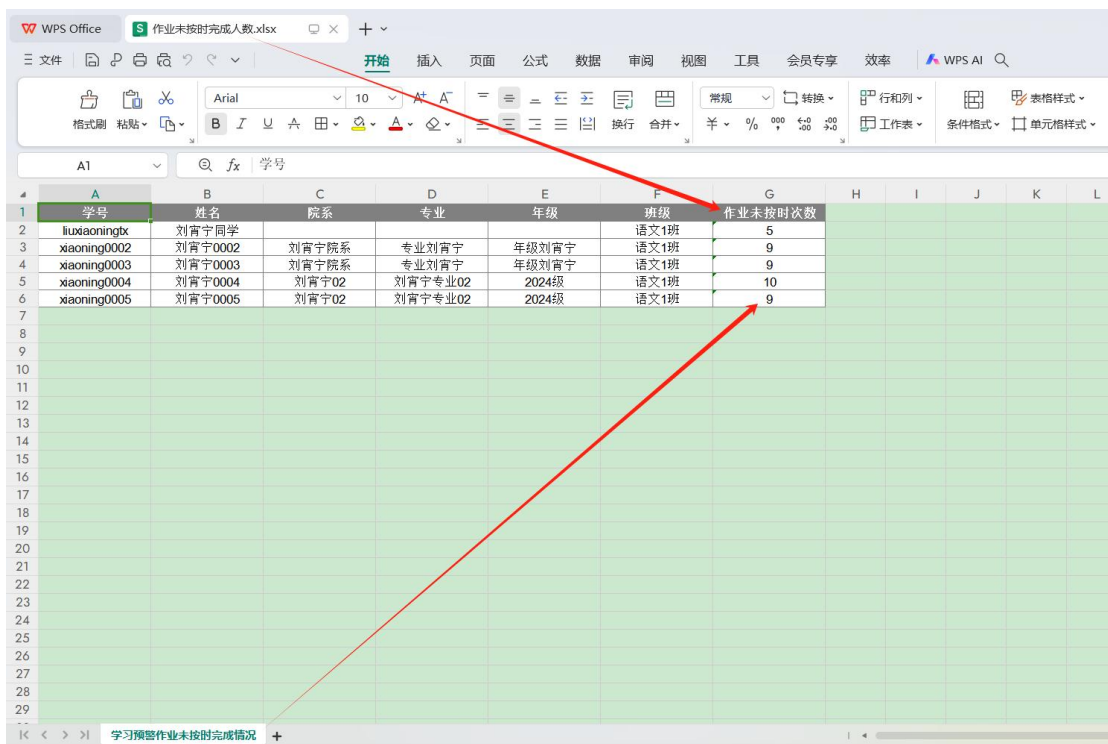 WPS Office S 作业未按时完成人数.xlsx
三 文件 开始 插入 页面 公式 数据 审阅 视图 工具 会员专享 效率 WPS AI
Arial 10 A+ A- 常规 转换 行和列 表格样式
格式刷 粘贴 B I U A A 换行 合并 ¥ % 000 工作表 条件格式 单元格样式
A1 fx 学号
A B C D E F G H I J K L
1 学号 姓名 院系 专业 年级 班级 作业未按时次数
2 liuxiaoningtx 刘宵宁同学 语文1班 5
3 xiaoning0002 刘宵宁0002 刘宵宁院系 专业刘宵宁 年级刘宵宁 语文1班 9
4 xiaoning0003 刘宵宁0003 刘宵宁院系 专业刘宵宁 年级刘宵宁 语文1班 9
5 xiaoning0004 刘宵宁0004 刘宵宁02 刘宵宁专业02 2024级 语文1班 10
6 xiaoning0005 刘宵宁0005 刘宵宁02 刘宵宁专业02 2024级 语文1班 9
7
8
9
10
11
12
13
14
15
16
17
18
19
20
21
22
23
24
25
26
27
28
29
学习预警作业未按时完成情况 +